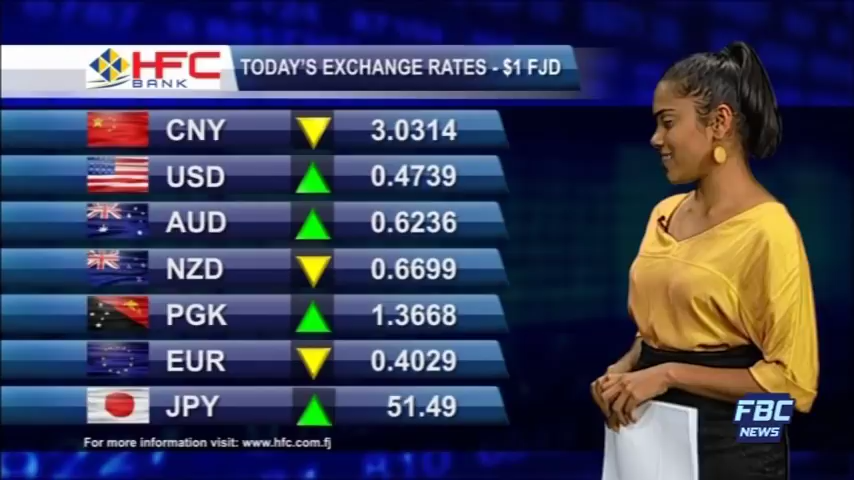 HFC
BANK
TODAY'S EXCHANGE RATES - $1 FJD
CNY 3.0314
USD 0.4739
AUD 0.6236
NZD 0.6699
PGK 1.3668
EUR 0.4029
JPY 51.49
For more information visit: www.hfc.com.fj
FBC
NEWS